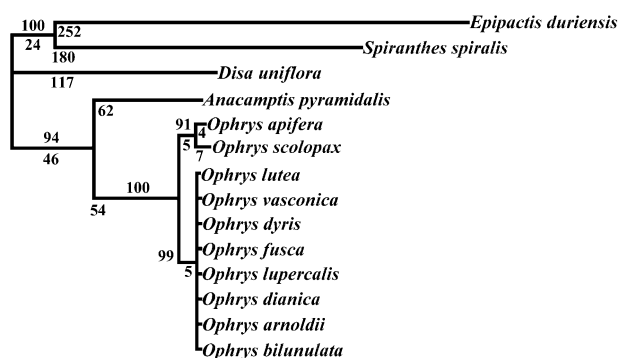 100
Epipactis duriensis
252
24
Spiranthes spiralis
180
Disa uniflora
117
Anacamptis pyramidalis
62
91
Ophrys apifera
4
94
5
Ophrys scolopax
46
7
Ophrys lutea
100
Ophrys vasconica
54
Ophrys dyris
Ophrys fusca
99
5
Ophrys lupercalis
Ophrys dianica
Ophrys arnoldii
Ophrys bilunulata